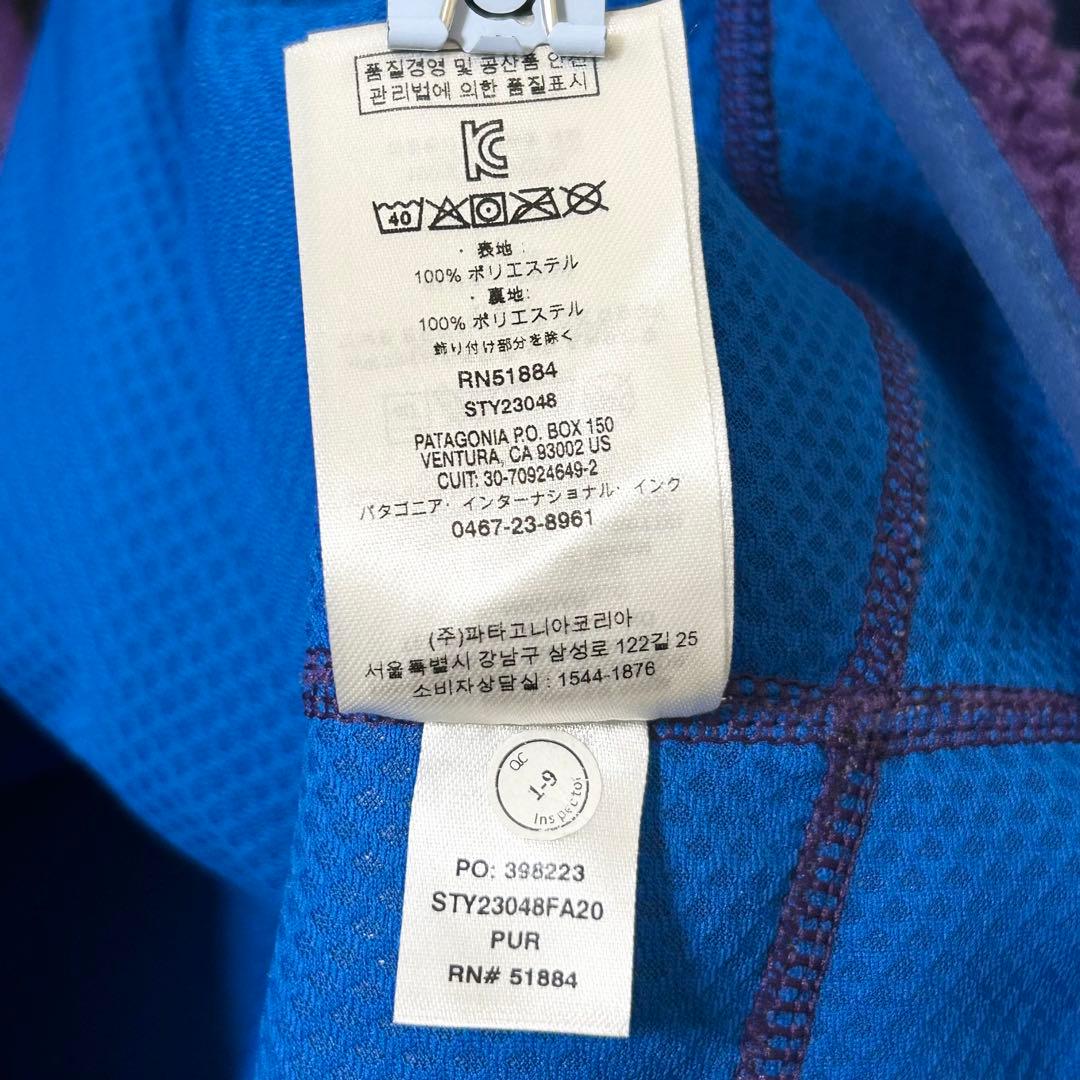 품질경영 및 공산품 안전
관리법에 의한 품질표시
40
· 表地:
100% ポリエステル
· 裏地:
100% ポリエステル
飾り付け部分を除く
RN51884
STY23048
PATAGONIA P.O. BOX 150
VENTURA, CA 93002 US
CUIT: 30-70924649-2
パタゴニア・インターナショナル・インク
0467-23-8961
(주)파타고니아코리아
서울특별시 강남구 삼성로 122길 25
소비자상담실 : 1544-1876
QC
1-9
Inspector
PO: 398223
STY23048FA20
PUR
RN# 51884